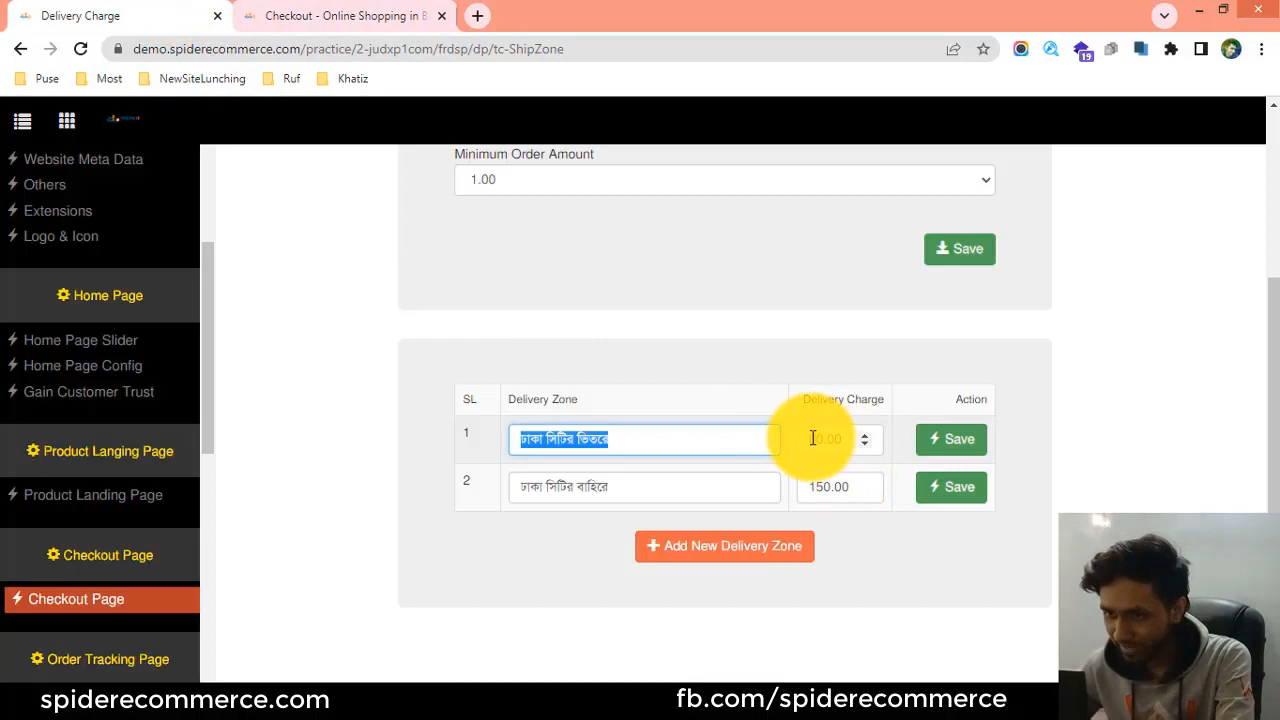 Delivery Charge
Checkout - Online Shopping in B
demo.spiderecommerce.com/practice/2-judxp1com/frdsp/dp/tc-ShipZone
19
Puse
Most
NewSiteLunching
Ruf
Khatiz
Website Meta Data
Others
Extensions
Logo & Icon
Home Page
Home Page Slider
Home Page Config
Gain Customer Trust
Product Langing Page
Product Landing Page
Checkout Page
Checkout Page
Order Tracking Page
Minimum Order Amount
1.00
Save
SL Delivery Zone Delivery Charge Action
1 ঢাকা সিটির ভিতরে Save
2 ঢাকা সিটির বাহিরে 150.00 Save
Add New Delivery Zone
spiderecommerce.com
fb.com/spiderecommerce